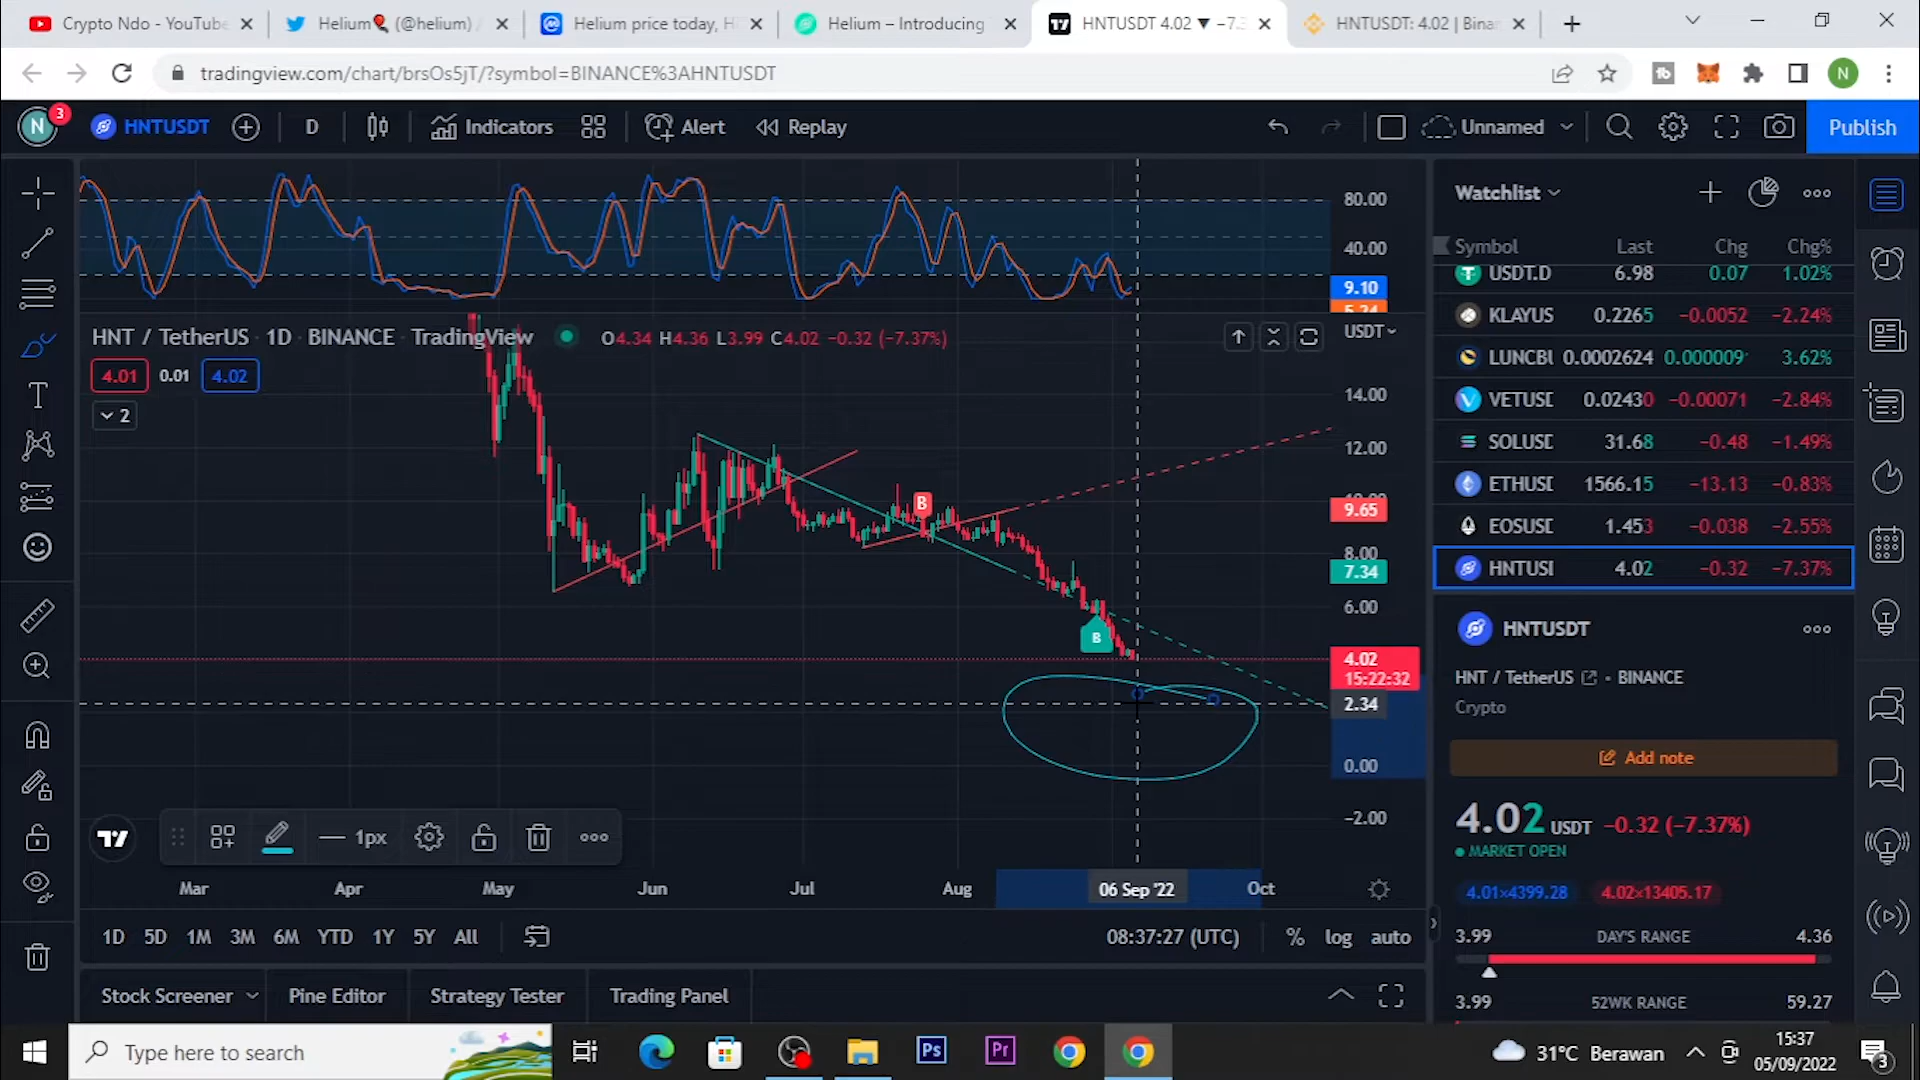 Crypto Ndo - YouTube
Helium🎈 (@helium) /
Helium price today, H
Helium – Introducing
HNTUSDT 4.02 ▼ −7.3
HNTUSDT: 4.02 | Binan
tradingview.com/chart/brsOs5jT/?symbol=BINANCE%3AHNTUSDT
N
N
3
HNTUSDT
D
Indicators
Alert
Replay
Unnamed
Publish
80.00
40.00
9.10
HNT / TetherUS · 1D · BINANCE · TradingView
O4.34 H4.36 L3.99 C4.02 −0.32 (−7.37%)
USDT
4.01
0.01
4.02
2
14.00
12.00
9.65
8.00
7.34
6.00
4.02
15:22:32
2.34
0.00
−2.00
B
B
1px
Mar
Apr
May
Jun
Jul
Aug
06 Sep '22
Oct
1D 5D 1M 3M 6M YTD 1Y 5Y All
08:37:27 (UTC)
% log auto
Stock Screener
Pine Editor
Strategy Tester
Trading Panel
Watchlist
Symbol Last Chg Chg%
USDT.D 6.98 0.07 1.02%
KLAYUS 0.2265 −0.0052 −2.24%
LUNCBU 0.0002624 0.000009 3.62%
VETUSD 0.02430 −0.00071 −2.84%
SOLUSD 31.68 −0.48 −1.49%
ETHUSD 1566.15 −13.13 −0.83%
EOSUSD 1.453 −0.038 −2.55%
HNTUSI 4.02 −0.32 −7.37%
HNTUSDT
HNT / TetherUS • BINANCE
Crypto
Add note
4.02 USDT −0.32 (−7.37%)
MARKET OPEN
4.01×4399.28
4.02×13405.17
3.99 DAY'S RANGE 4.36
3.99 52WK RANGE 59.27
Type here to search
Ps
Pr
31°C Berawan
15:37
05/09/2022
3